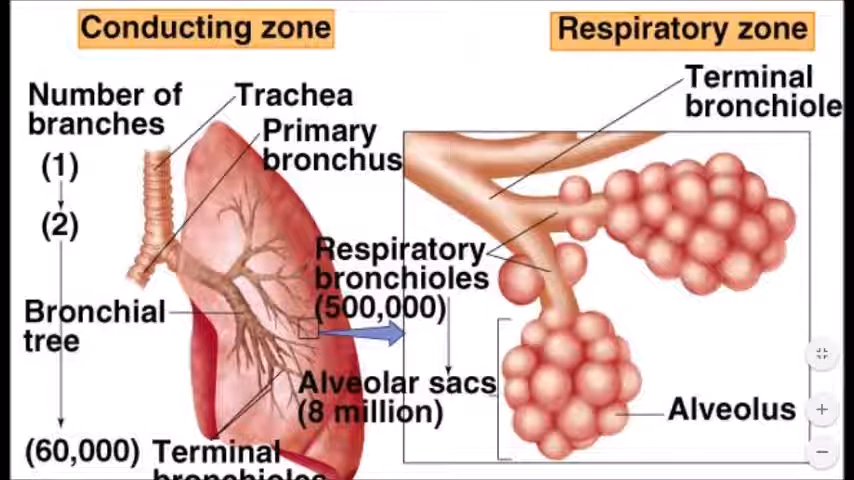 Conducting zone
Respiratory zone
Number of
branches
(1)
(2)
(60,000)
Trachea
Primary
bronchus
Bronchial
tree
Terminal
bronchioles
Respiratory
bronchioles
(500,000)
Alveolar sacs
(8 million)
Terminal
bronchiole
Alveolus